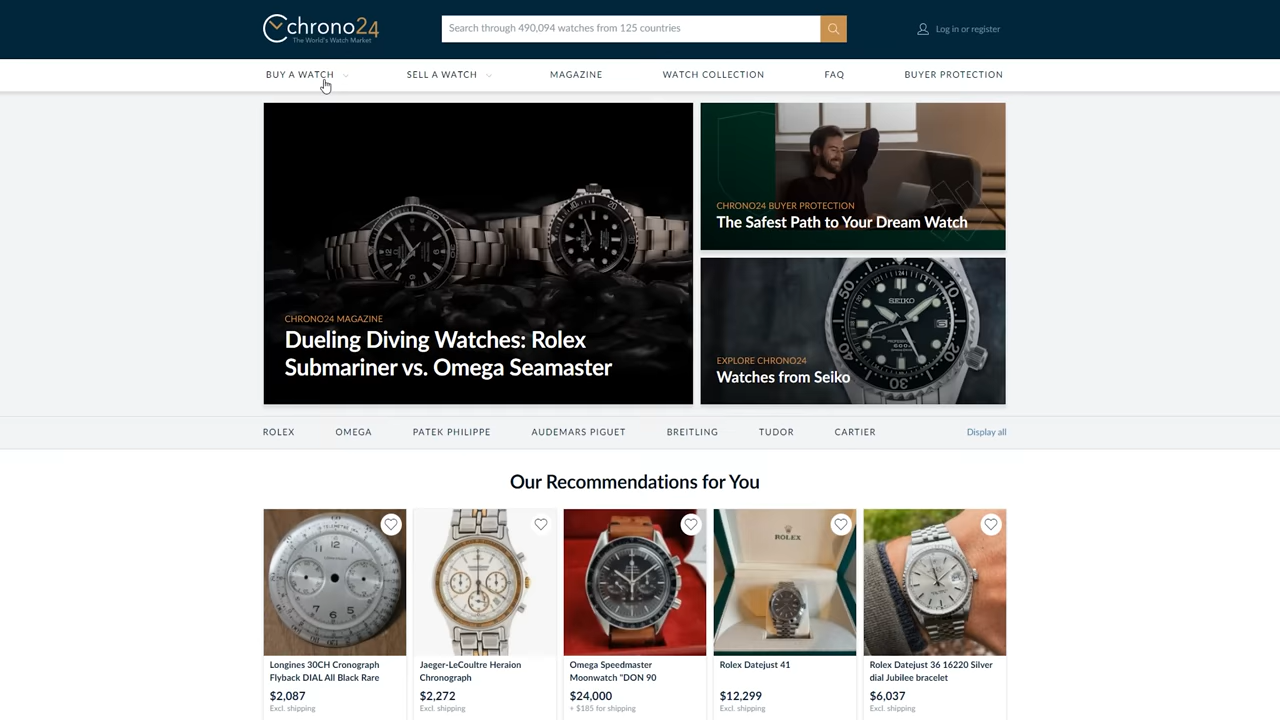 chrono24
The World's Watch Market
Search through 490,094 watches from 125 countries
Log in or register
BUY A WATCH
SELL A WATCH
MAGAZINE
WATCH COLLECTION
FAQ
BUYER PROTECTION
CHRONO24 MAGAZINE
Dueling Diving Watches: Rolex
Submariner vs. Omega Seamaster
CHRONO24 BUYER PROTECTION
The Safest Path to Your Dream Watch
SEIKO
EXPLORE CHRONO24
Watches from Seiko
ROLEX
OMEGA
PATEK PHILIPPE
AUDEMARS PIGUET
BREITLING
TUDOR
CARTIER
Display all
Our Recommendations for You
ROLEX
Longines 30CH Cronograph
Flyback DIAL All Black Rare
$2,087
Excl. shipping
Jaeger-LeCoultre Heraion
Chronograph
$2,272
Excl. shipping
Omega Speedmaster
Moonwatch "DON 90
$24,000
+ $185 for shipping
Rolex Datejust 41
$12,299
Excl. shipping
Rolex Datejust 36 16220 Silver
dial Jubilee bracelet
$6,037
Excl. shipping